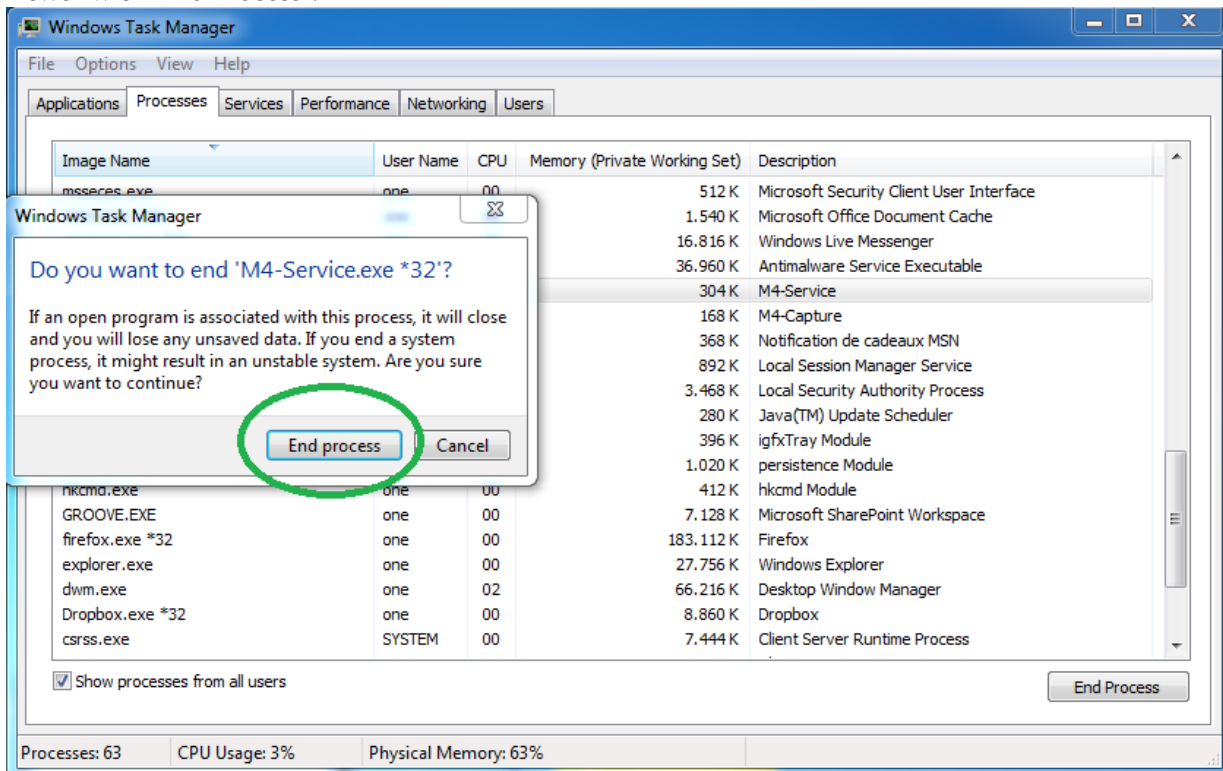 Windows Task Manager
File Options View Help
Applications Processes Services Performance Networking Users
Image Name User Name CPU Memory (Private Working Set) Description
msseces.exe one 00 512 K Microsoft Security Client User Interface
1.540 K Microsoft Office Document Cache
16.816 K Windows Live Messenger
36.960 K Antimalware Service Executable
304 K M4-Service
168 K M4-Capture
368 K Notification de cadeaux MSN
892 K Local Session Manager Service
3.468 K Local Security Authority Process
280 K Java(TM) Update Scheduler
396 K igfxTray Module
1.020 K persistence Module
Windows Task Manager
Do you want to end 'M4-Service.exe *32'?
If an open program is associated with this process, it will close
and you will lose any unsaved data. If you end a system
process, it might result in an unstable system. Are you sure
you want to continue?
End process Cancel
hkcmd.exe one 00 412 K hkcmd Module
GROOVE.EXE one 00 7.128 K Microsoft SharePoint Workspace
firefox.exe *32 one 00 183.112 K Firefox
explorer.exe one 00 27.756 K Windows Explorer
dwm.exe one 02 66.216 K Desktop Window Manager
Dropbox.exe *32 one 00 8.860 K Dropbox
csrss.exe SYSTEM 00 7.444 K Client Server Runtime Process
Show processes from all users
End Process
Processes: 63 CPU Usage: 3% Physical Memory: 63%